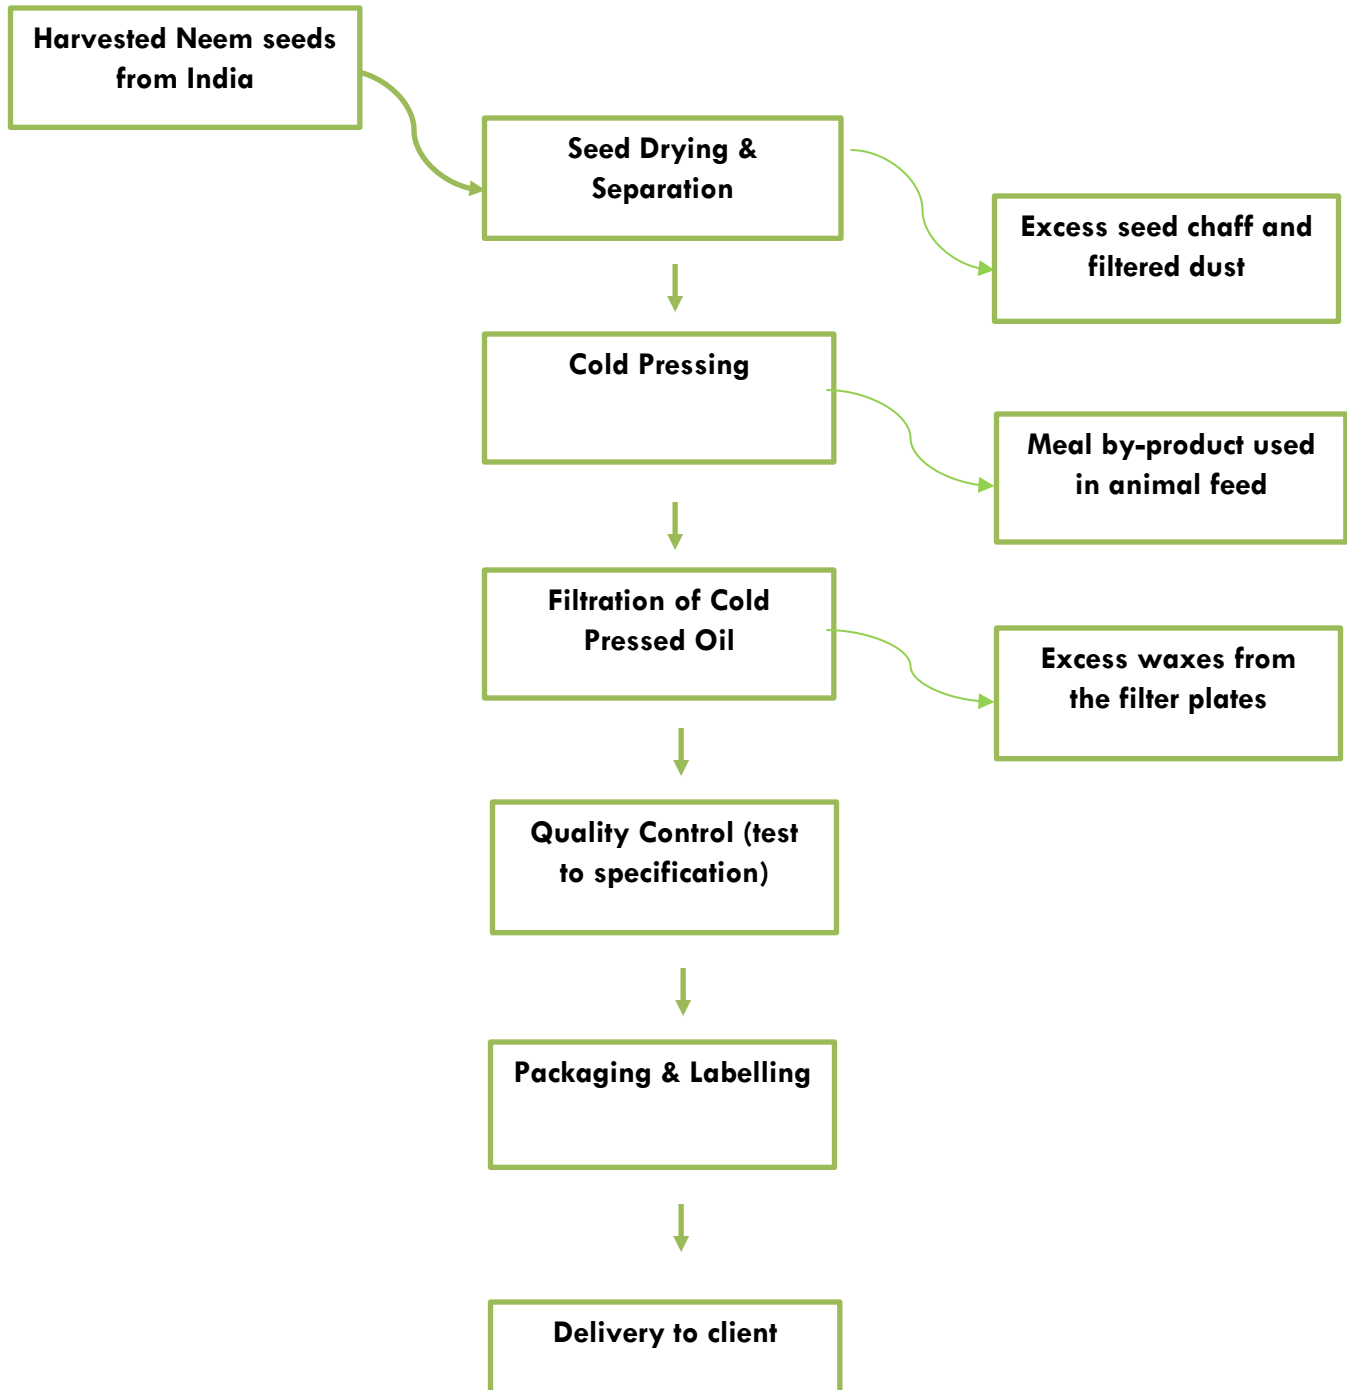 Harvested Neem seeds
from India
Seed Drying &
Separation
Excess seed chaff and
filtered dust
Cold Pressing
Meal by-product used
in animal feed
Filtration of Cold
Pressed Oil
Excess waxes from
the filter plates
Quality Control (test
to specification)
Packaging & Labelling
Delivery to client